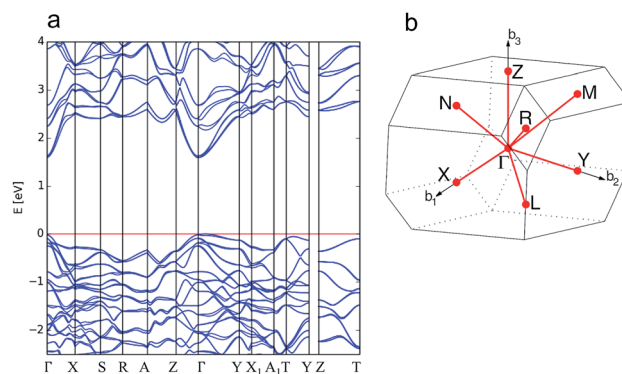 a
E [eV]
4
3
2
1
0
−1
−2
Γ X S R A Z Γ Y X1 A1 T Y Z T
b
b3
Z
N
M
R
Γ
X
Y
b1
b2
L